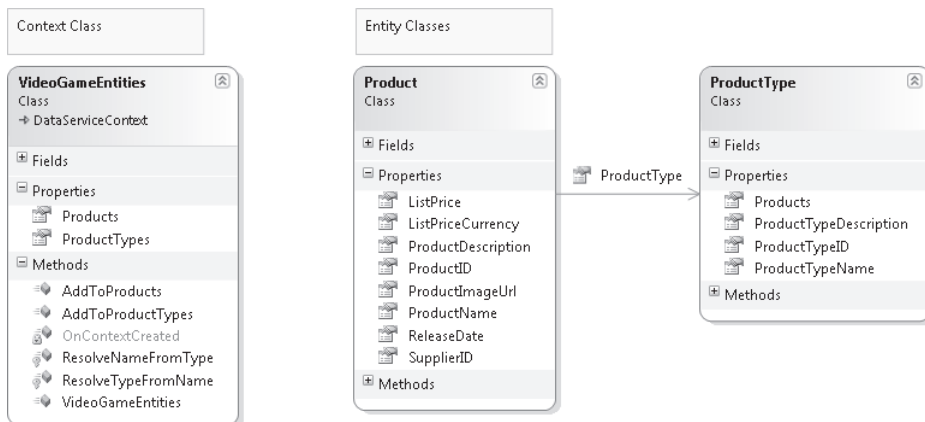 Context Class
Entity Classes
VideoGameEntities
Class
DataServiceContext
Fields
Properties
Products
ProductTypes
Methods
AddToProducts
AddToProductTypes
OnContextCreated
ResolveNameFromType
ResolveTypeFromName
VideoGameEntities
Product
Class
Fields
Properties
ListPrice
ListPriceCurrency
ProductDescription
ProductID
ProductImageUrl
ProductName
ReleaseDate
SupplierID
Methods
ProductType
ProductType
Class
Fields
Properties
Products
ProductTypeDescription
ProductTypeID
ProductTypeName
Methods